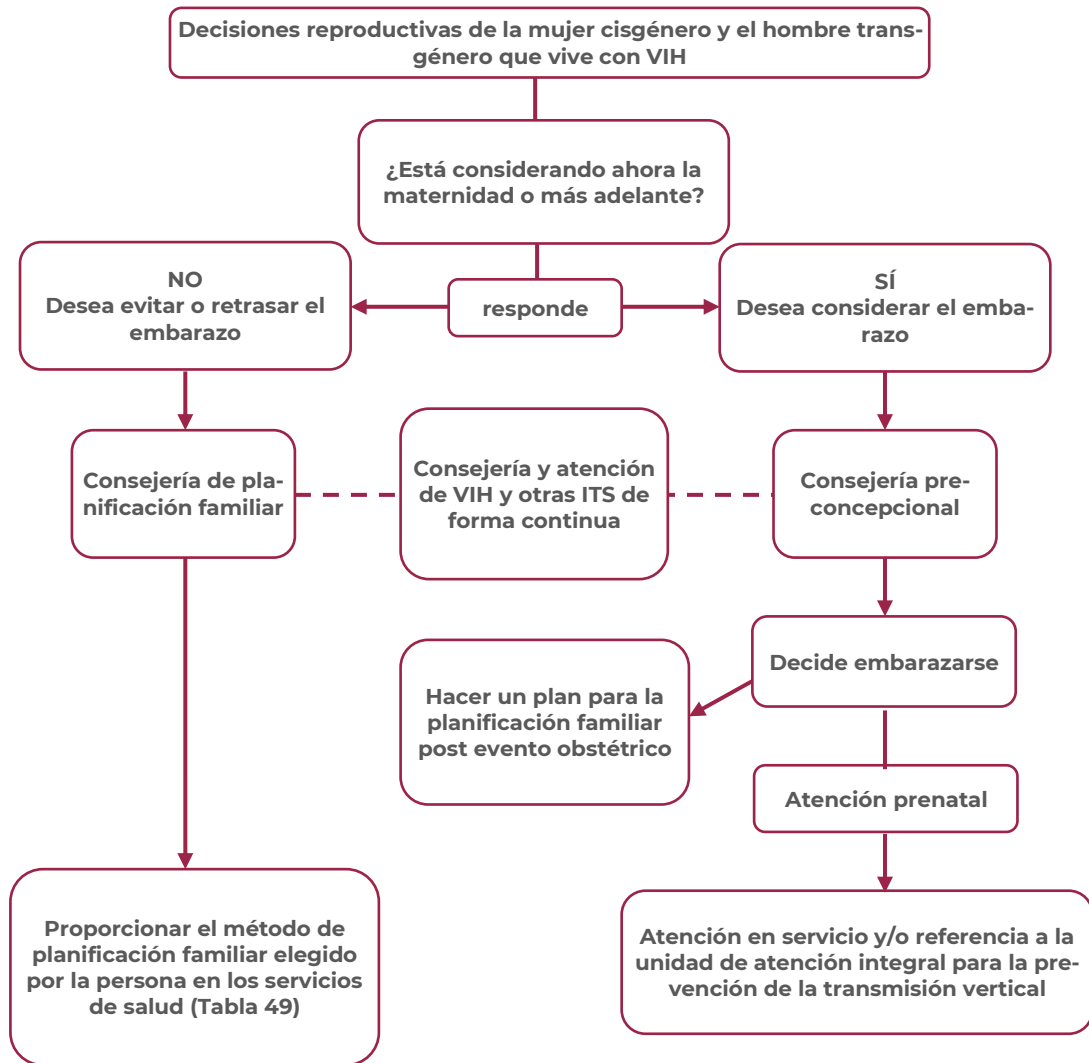 Decisiones reproductivas de la mujer cisgénero y el hombre trans-
género que vive con VIH
¿Está considerando ahora la
maternidad o más adelante?
NO
Desea evitar o retrasar el
embarazo
responde
SÍ
Desea considerar el emba-
razo
Consejería de pla-
nificación familiar
Consejería y atención
de VIH y otras ITS de
forma continua
Consejería pre-
concepcional
Decide embarazarse
Hacer un plan para la
planificación familiar
post evento obstétrico
Atención prenatal
Proporcionar el método de
planificación familiar elegido
por la persona en los servicios
de salud (Tabla 49)
Atención en servicio y/o referencia a la
unidad de atención integral para la pre-
vención de la transmisión vertical